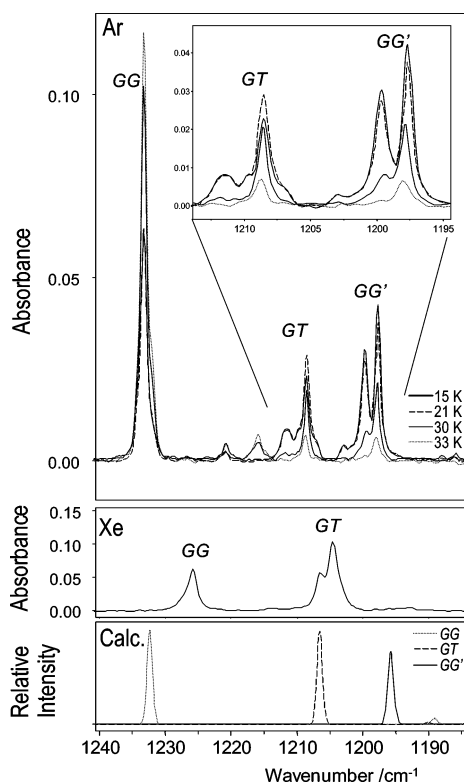 Ar
GG
0.10
0.05
0.00
Absorbance
0.04
0.03
0.02
0.01
0.00
GT
GG'
1210
1205
1200
1195
GT
GG'
15 K
21 K
30 K
33 K
Xe
0.15
0.10
0.05
0.00
Absorbance
GG
GT
Calc.
Relative
Intensity
GG
GT
GG'
1240
1230
1220
1210
1200
1190
Wavenumber /cm-1